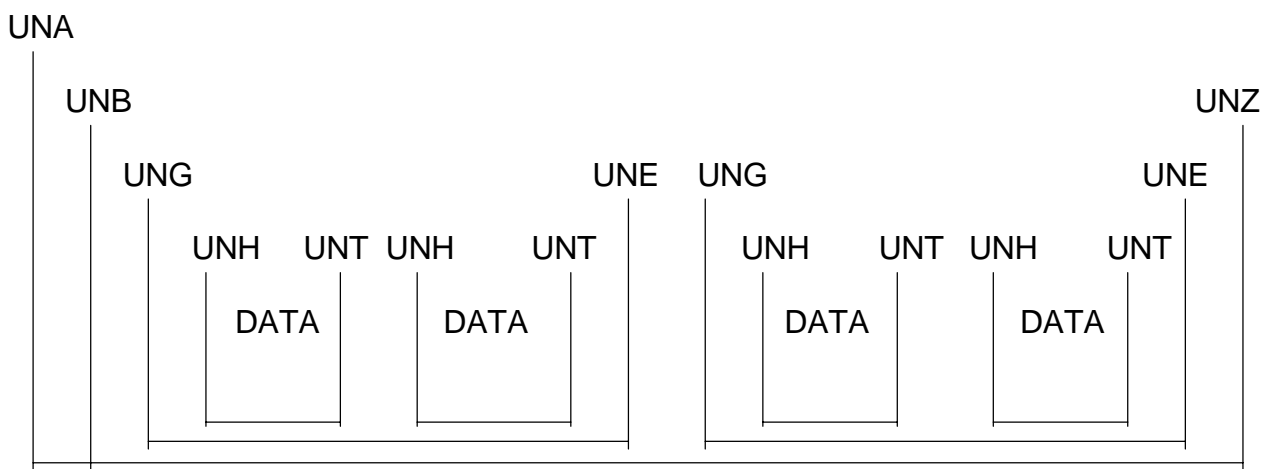 UNA
UNB UNZ
UNG UNE UNG UNE
UNH UNT UNH UNT UNH UNT UNH UNT
DATA DATA DATA DATA